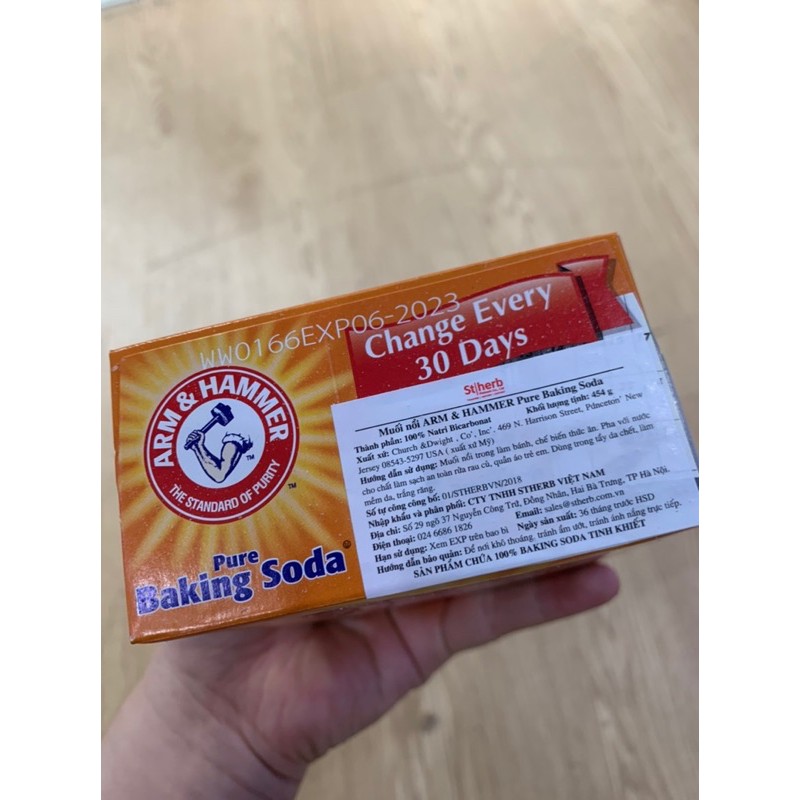 WW0166EXP06-2023
Change Every
30 Days
ARM & HAMMER
THE STANDARD OF PURITY
TM
TM
Pure
Baking Soda
St|herb
Muối nồi ARM & HAMMER Pure Baking Soda
Thành phần: 100% Natri Bicarbonat Khối lượng tịnh: 454 g
Xuất xứ: Church &Dwight , Co', Inc', 469 N. Harrison Street, Pdnceton' New
Jersey 08543-5297 USA ( xuất xứ Mỹ)
Hướng dẫn sử dụng: Muối nồi trong làm bánh, chế biến thức ăn. Pha với nước
cho chất làm sạch an toàn rửa rau củ, quần áo trẻ em. Dùng trong tẩy da chết, làm
mềm da, trắng răng.
Số tự công công bố: 01/STHERBVN/2018
Nhập khẩu và phân phối: CTY TNHH STHERB VIỆT NAM
Địa chỉ: Số 29 ngõ 37 Nguyễn Công Trứ, Đồng Nhân, Hai Bà Trưng, TP Hà Nội.
Điện thoại: 024 6686 1826 Email: sales@stherb.com.vn
Hạn sử dụng: Xem EXP trên bao bì Ngày sản xuất: 36 tháng trước HSD
Hướng dẫn bảo quản: Để nơi khô thoáng, tránh ẩm ướt, tránh ánh nắng trực tiếp.
SẢN PHẨM CHỨA 100% BAKING SODA TINH KHIẾT